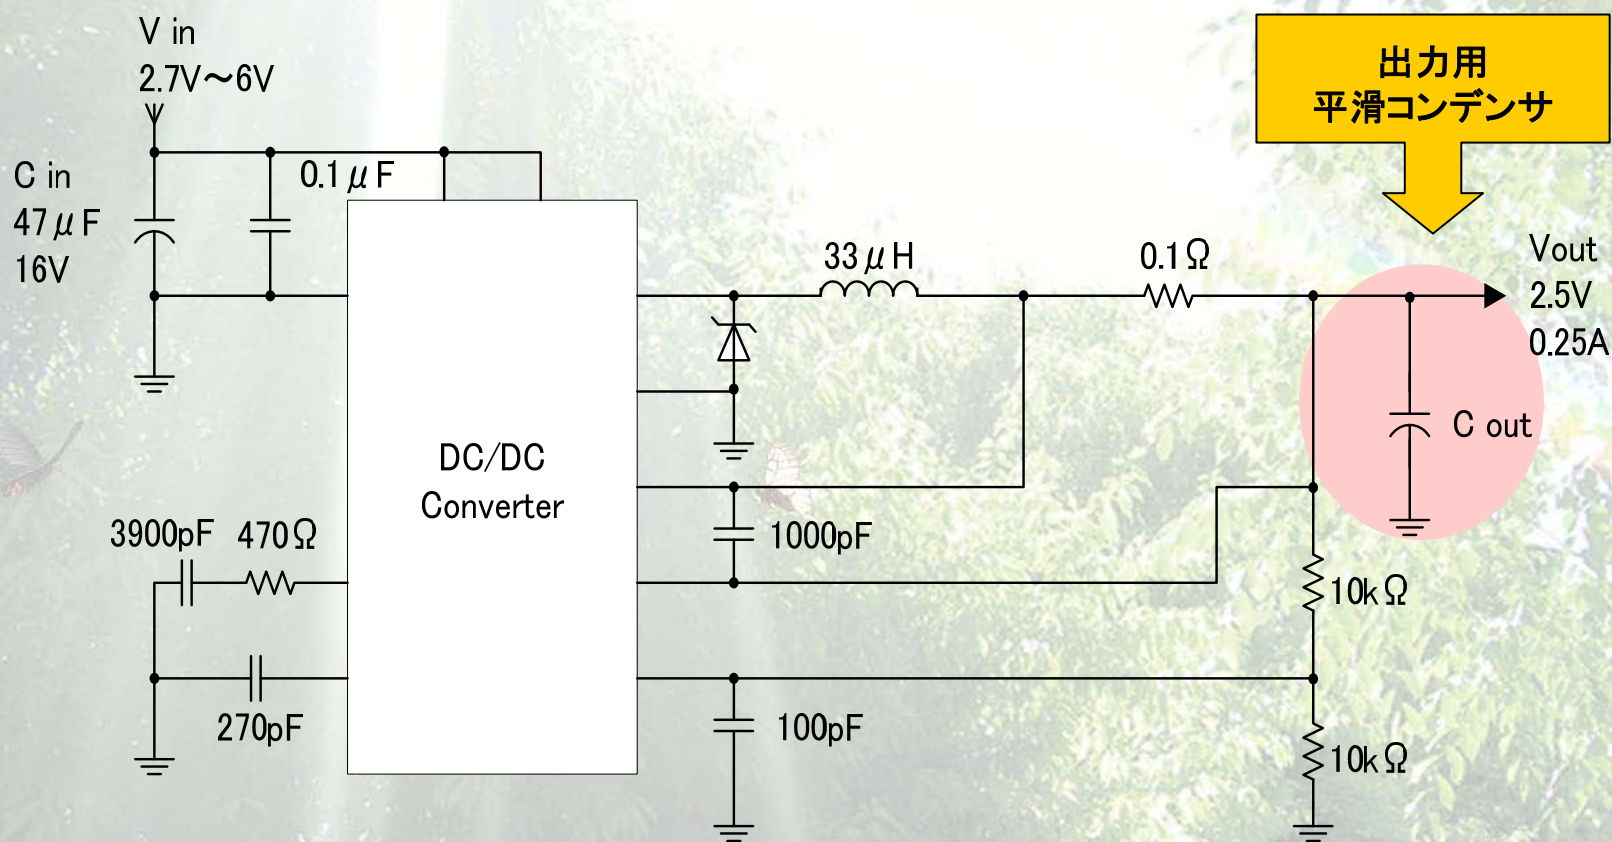 V in
2.7V～6V
出力用
平滑コンデンサ
C in
47μF
16V
0.1μF
33μH
0.1Ω
Vout
2.5V
0.25A
C out
DC/DC
Converter
3900pF
470Ω
1000pF
10kΩ
270pF
100pF
10kΩ